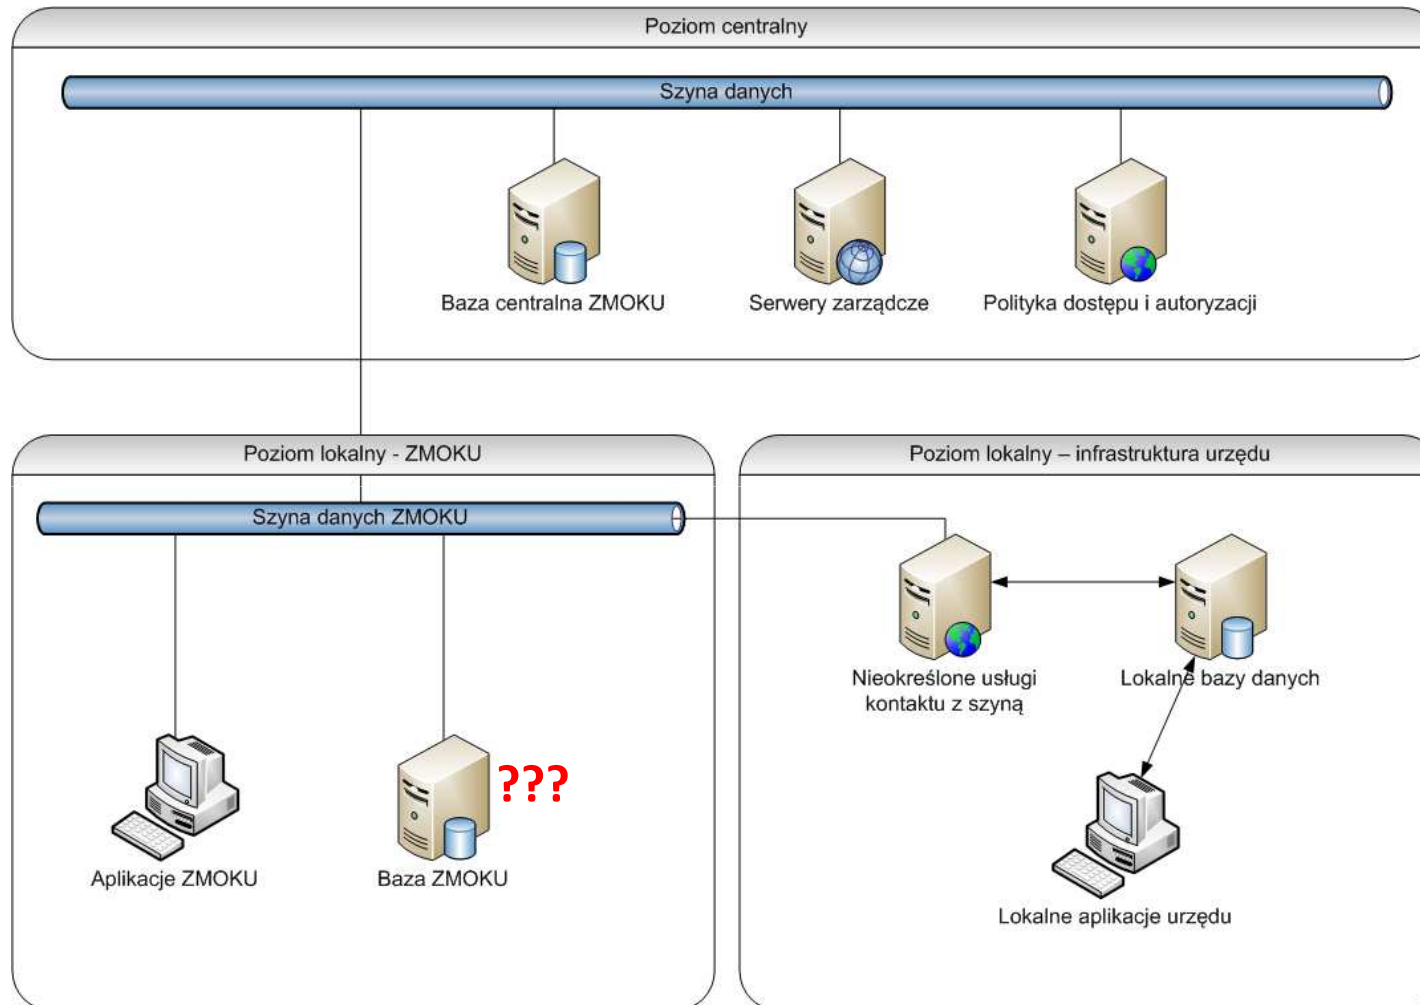 Poziom centralny
Szyna danych
Baza centralna ZMOKU
Serwery zarządcze
Polityka dostępu i autoryzacji
Poziom lokalny - ZMOKU
Poziom lokalny – infrastruktura urzędu
Szyna danych ZMOKU
Nieokreślone usługi
kontaktu z szyną
Lokalne bazy danych
???
Aplikacje ZMOKU
Baza ZMOKU
Lokalne aplikacje urzędu